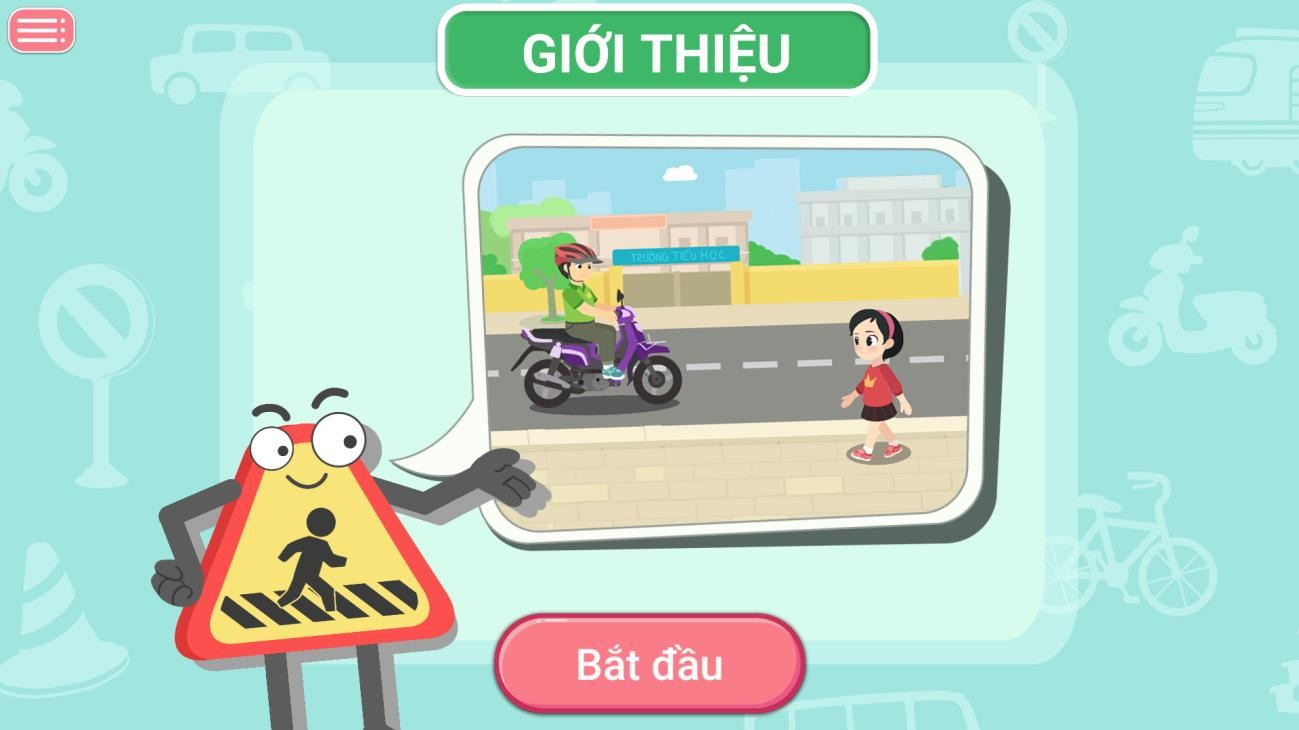 GIỚI THIỆU
TRƯỜNG TIỂU HỌC
Bắt đầu